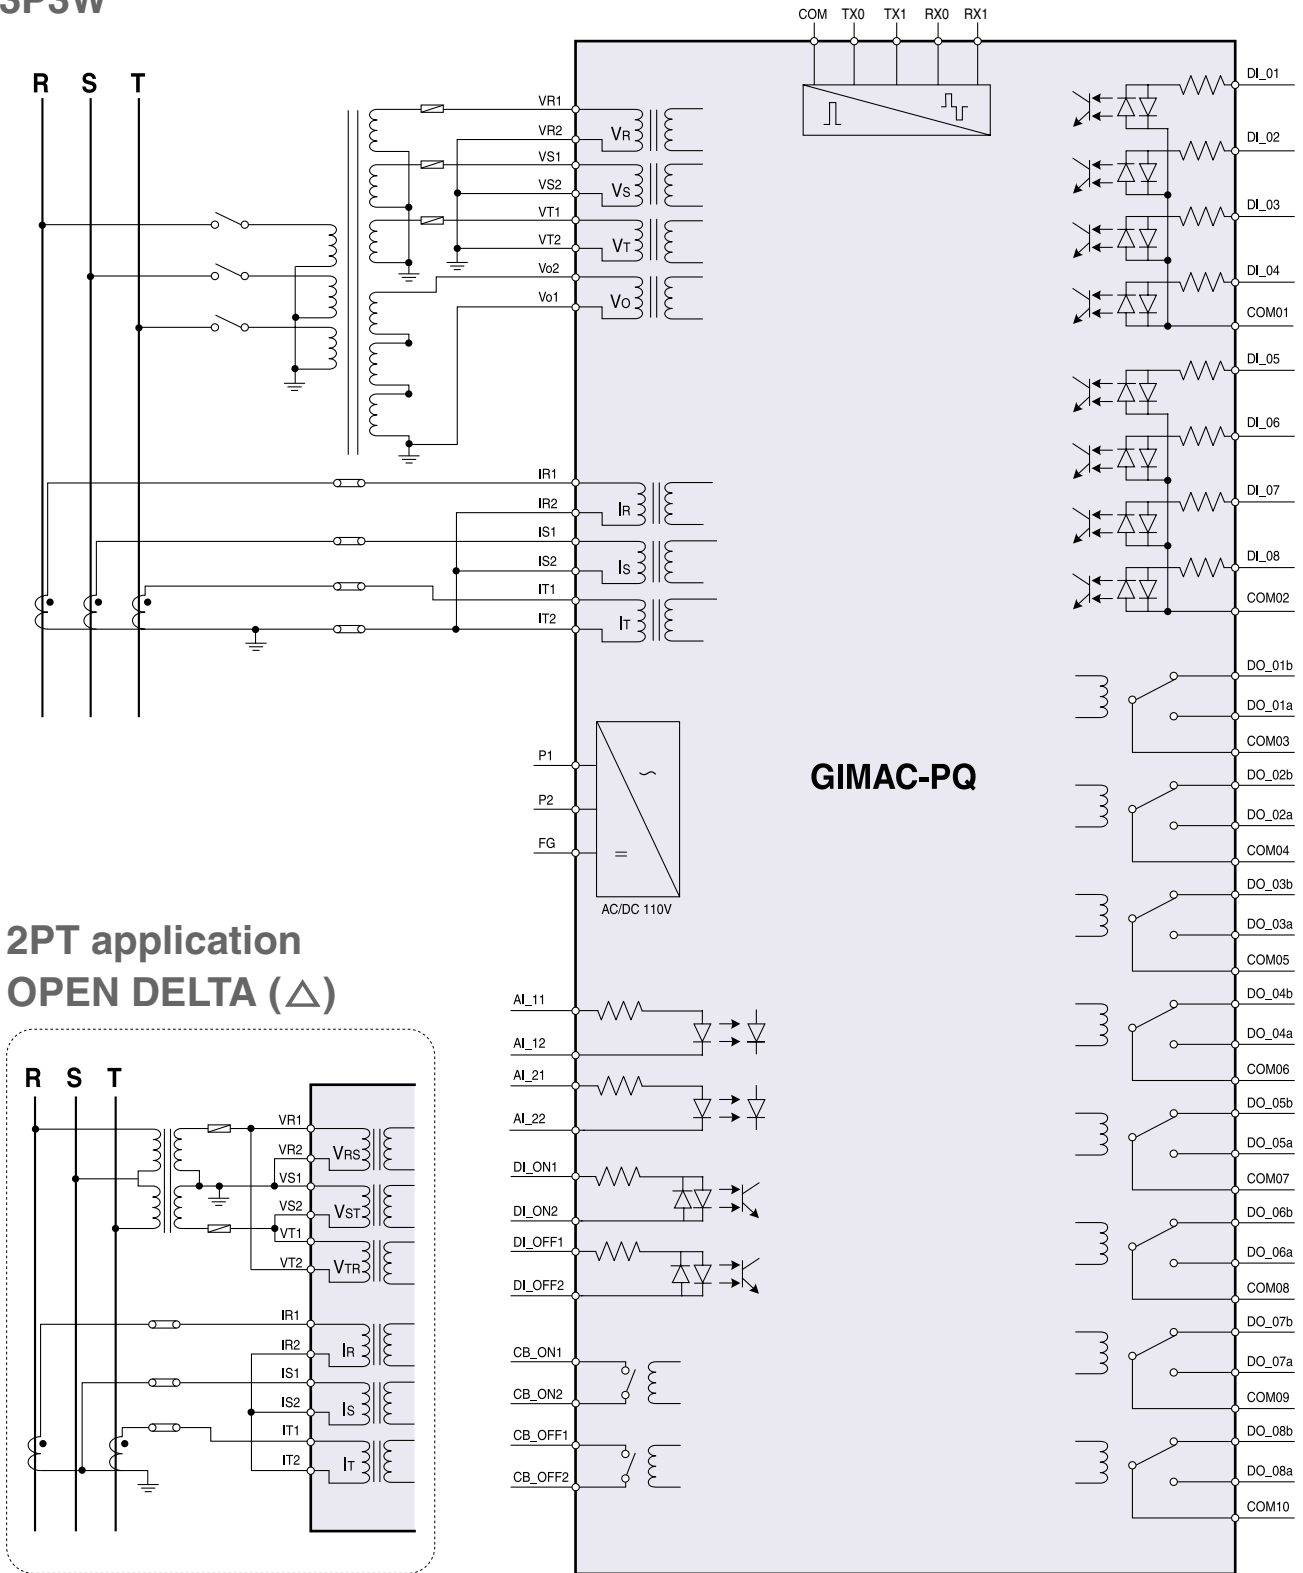 3P3W
COM TX0 TX1 RX0 RX1
R S T
VR1
VR2
VS1
VS2
VT1
VT2
Vo2
Vo1
VR
VS
VT
VO
IR1
IR2
IS1
IS2
IT1
IT2
IR
IS
IT
P1
P2
FG
AC/DC 110V
GIMAC-PQ
DI_01
DI_02
DI_03
DI_04
COM01
DI_05
DI_06
DI_07
DI_08
COM02
DO_01b
DO_01a
COM03
DO_02b
DO_02a
COM04
DO_03b
DO_03a
COM05
DO_04b
DO_04a
COM06
DO_05b
DO_05a
COM07
DO_06b
DO_06a
COM08
DO_07b
DO_07a
COM09
DO_08b
DO_08a
COM10
AI_11
AI_12
AI_21
AI_22
DI_ON1
DI_ON2
DI_OFF1
DI_OFF2
CB_ON1
CB_ON2
CB_OFF1
CB_OFF2
2PT application
OPEN DELTA (△)
R S T
VR1
VR2
VS1
VS2
VT1
VT2
VRS
VST
VTR
IR1
IR2
IS1
IS2
IT1
IT2
IR
IS
IT